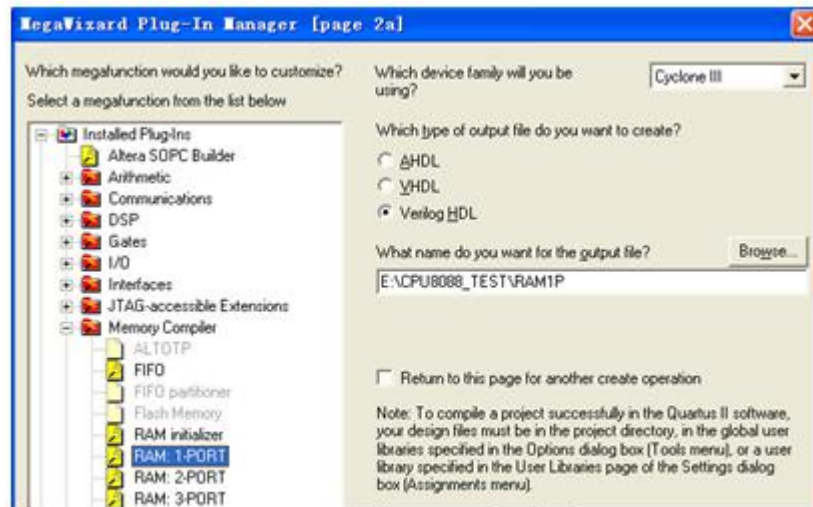 MegaWizard Plug-In Manager [page 2a]
Which megafunction would you like to customize?
Select a megafunction from the list below
Installed Plug-Ins
Altera SOPC Builder
Arithmetic
Communications
DSP
Gates
I/O
Interfaces
JTAG-accessible Extensions
Memory Compiler
ALTOTP
FIFO
FIFO partitioner
Flash Memory
RAM initializer
RAM: 1-PORT
RAM: 2-PORT
RAM: 3-PORT
Which device family will you be
using?
Cyclone III
Which type of output file do you want to create?
AHDL
VHDL
Verilog HDL
What name do you want for the output file?
Browse...
E:\CPU8088_TEST\RAM1P
Return to this page for another create operation
Note: To compile a project successfully in the Quartus II software,
your design files must be in the project directory, in the global user
libraries specified in the Options dialog box (Tools menu), or a user
library specified in the User Libraries page of the Settings dialog
box (Assignments menu).